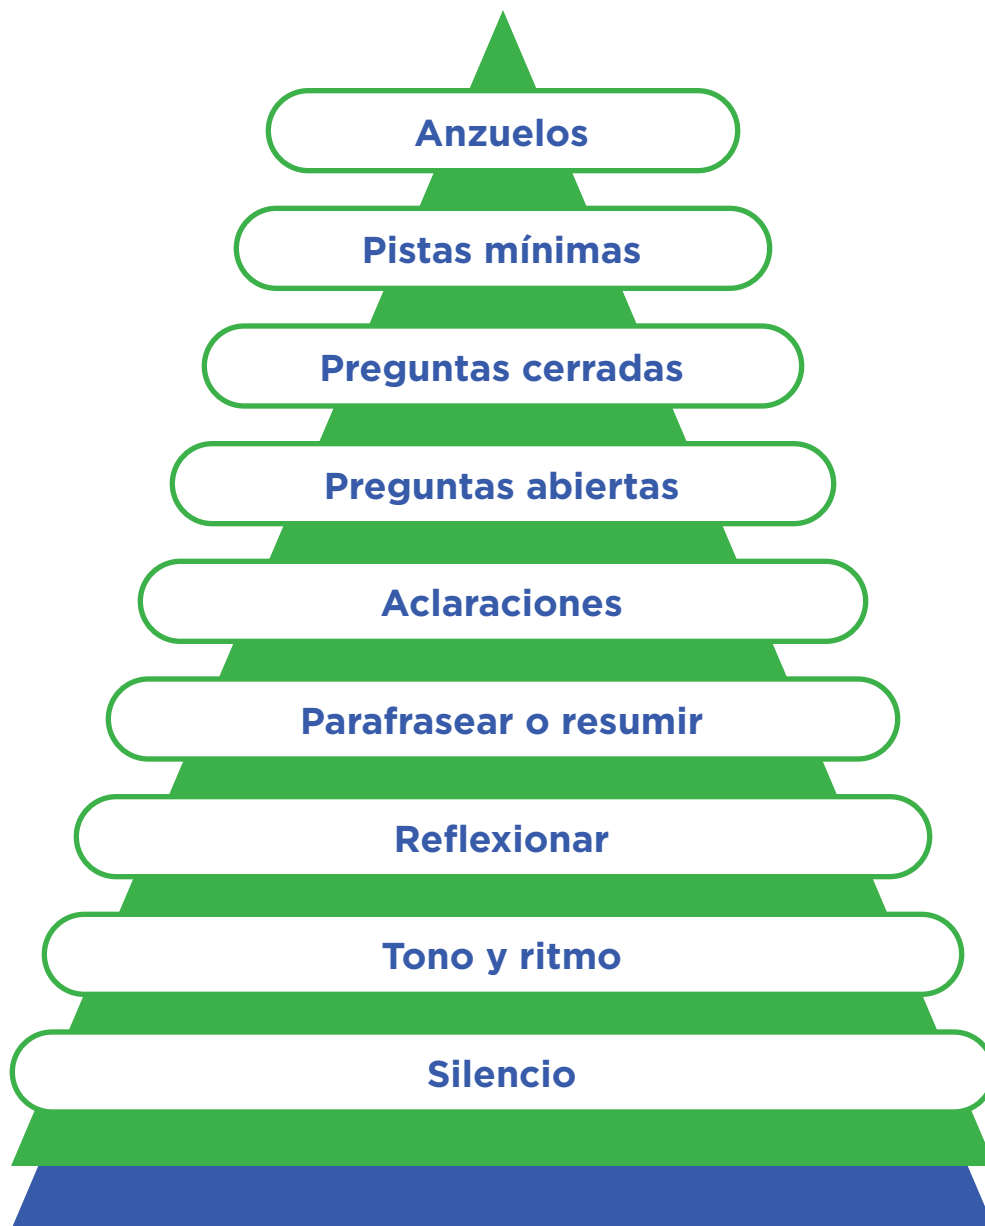 Anzuelos
Pistas mínimas
Preguntas cerradas
Preguntas abiertas
Aclaraciones
Parafrasear o resumir
Reflexionar
Tono y ritmo
Silencio